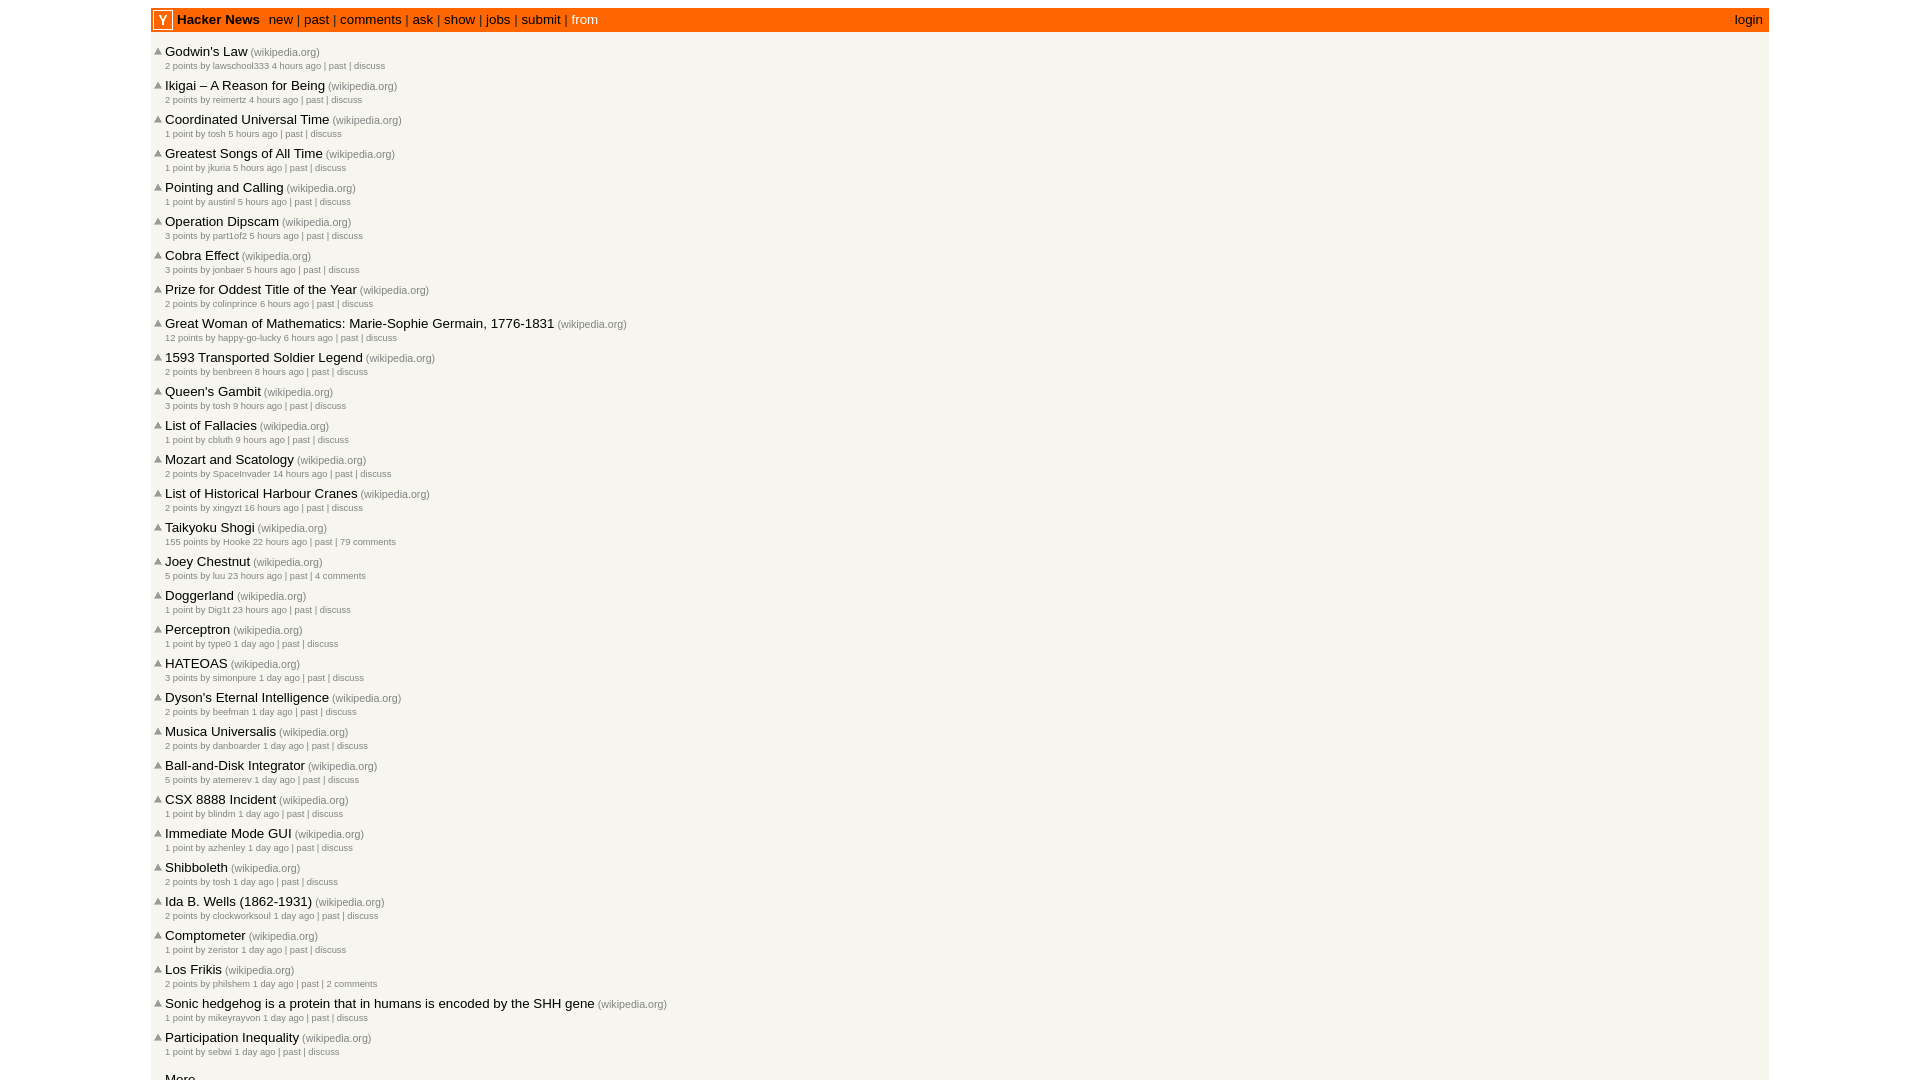 Y Hacker News new | past | comments | ask | show | jobs | submit | from login
Godwin's Law (wikipedia.org)
2 points by lawschool333 4 hours ago | past | discuss
Ikigai – A Reason for Being (wikipedia.org)
2 points by reimertz 4 hours ago | past | discuss
Coordinated Universal Time (wikipedia.org)
1 point by tosh 5 hours ago | past | discuss
Greatest Songs of All Time (wikipedia.org)
1 point by jkuria 5 hours ago | past | discuss
Pointing and Calling (wikipedia.org)
1 point by austinl 5 hours ago | past | discuss
Operation Dipscam (wikipedia.org)
3 points by part1of2 5 hours ago | past | discuss
Cobra Effect (wikipedia.org)
3 points by jonbaer 5 hours ago | past | discuss
Prize for Oddest Title of the Year (wikipedia.org)
2 points by colinprince 6 hours ago | past | discuss
Great Woman of Mathematics: Marie-Sophie Germain, 1776-1831 (wikipedia.org)
12 points by happy-go-lucky 6 hours ago | past | discuss
1593 Transported Soldier Legend (wikipedia.org)
2 points by benbreen 8 hours ago | past | discuss
Queen's Gambit (wikipedia.org)
3 points by tosh 9 hours ago | past | discuss
List of Fallacies (wikipedia.org)
1 point by cbluth 9 hours ago | past | discuss
Mozart and Scatology (wikipedia.org)
2 points by SpaceInvader 14 hours ago | past | discuss
List of Historical Harbour Cranes (wikipedia.org)
2 points by xingyzt 16 hours ago | past | discuss
Taikyoku Shogi (wikipedia.org)
155 points by Hooke 22 hours ago | past | 79 comments
Joey Chestnut (wikipedia.org)
5 points by luu 23 hours ago | past | 4 comments
Doggerland (wikipedia.org)
1 point by Dig1t 23 hours ago | past | discuss
Perceptron (wikipedia.org)
1 point by type0 1 day ago | past | discuss
HATEOAS (wikipedia.org)
3 points by simonpure 1 day ago | past | discuss
Dyson's Eternal Intelligence (wikipedia.org)
2 points by beefman 1 day ago | past | discuss
Musica Universalis (wikipedia.org)
2 points by danboarder 1 day ago | past | discuss
Ball-and-Disk Integrator (wikipedia.org)
5 points by atemerev 1 day ago | past | discuss
CSX 8888 Incident (wikipedia.org)
1 point by blindm 1 day ago | past | discuss
Immediate Mode GUI (wikipedia.org)
1 point by azhenley 1 day ago | past | discuss
Shibboleth (wikipedia.org)
2 points by tosh 1 day ago | past | discuss
Ida B. Wells (1862-1931) (wikipedia.org)
2 points by clockworksoul 1 day ago | past | discuss
Comptometer (wikipedia.org)
1 point by zeristor 1 day ago | past | discuss
Los Frikis (wikipedia.org)
2 points by philshem 1 day ago | past | 2 comments
Sonic hedgehog is a protein that in humans is encoded by the SHH gene (wikipedia.org)
1 point by mikeyrayvon 1 day ago | past | discuss
Participation Inequality (wikipedia.org)
1 point by sebwi 1 day ago | past | discuss
More